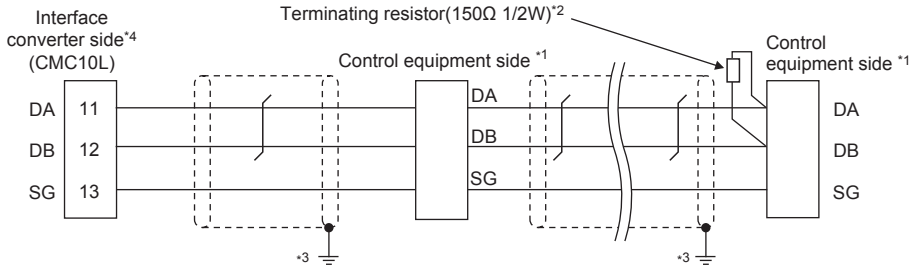 Terminating resistor(150Ω 1/2W)*2
Interface
converter side*4
(CMC10L)
Control equipment side *1
Control
equipment side *1
DA 11 DA DA
DB 12 DB DB
SG 13 SG SG
*3 *3